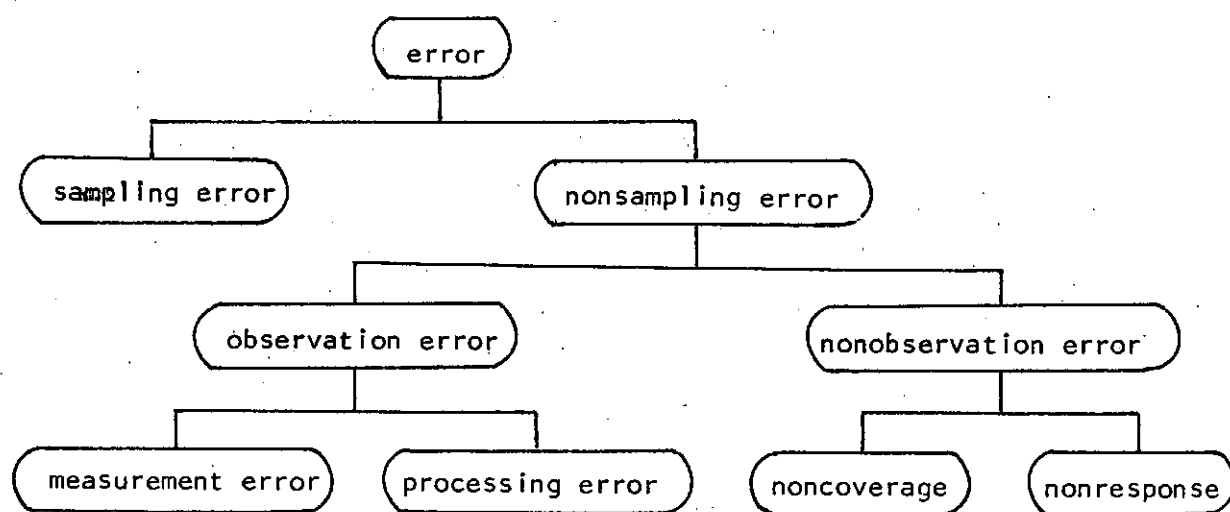 error
sampling error
nonsampling error
observation error
nonobservation error
measurement error
processing error
noncoverage
nonresponse